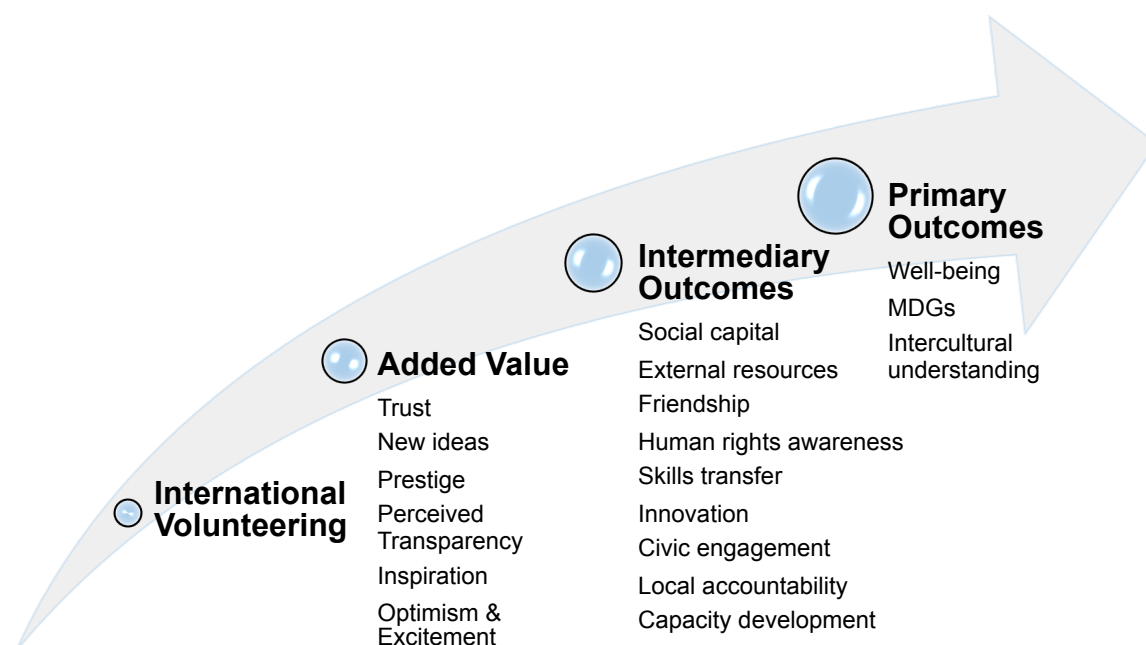 International
Volunteering
Added Value
Trust
New ideas
Prestige
Perceived
Transparency
Inspiration
Optimism &
Excitement
Intermediary
Outcomes
Social capital
External resources
Friendship
Human rights awareness
Skills transfer
Innovation
Civic engagement
Local accountability
Capacity development
Primary
Outcomes
Well-being
MDGs
Intercultural
understanding